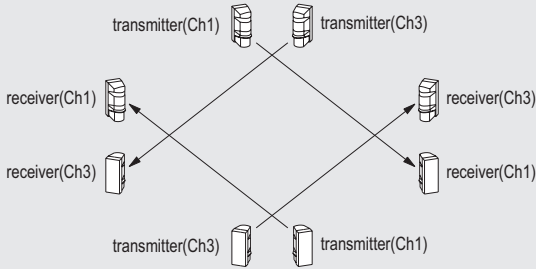 transmitter(Ch1)
transmitter(Ch3)
receiver(Ch1)
receiver(Ch3)
receiver(Ch3)
receiver(Ch1)
transmitter(Ch3)
transmitter(Ch1)